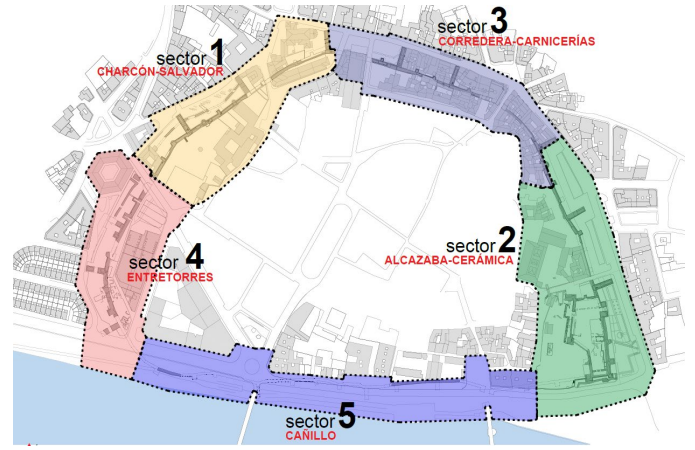 sector 3
CORREDERA-CARNICERÍAS
sector 1
CHARCÓN-SALVADOR
sector 2
ALCAZABA-CERÁMICA
sector 4
ENTRETORRES
sector 5
CAÑILLO